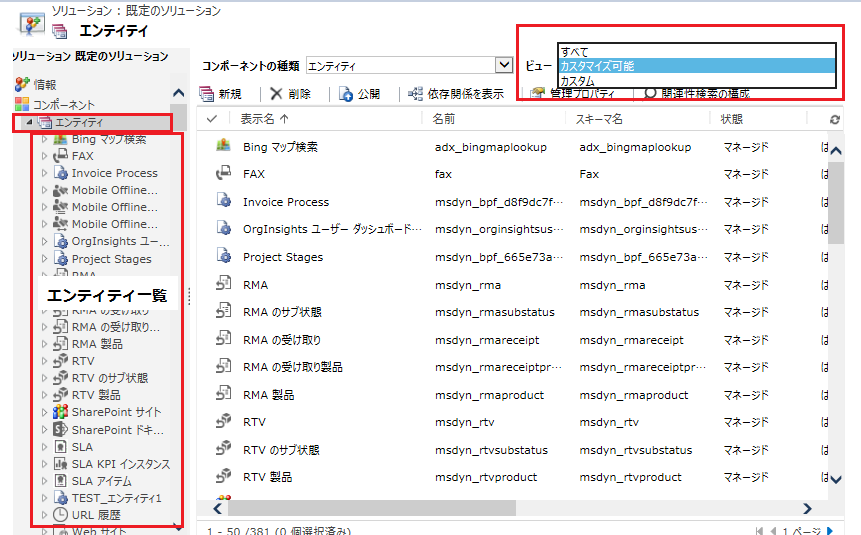 ソリューション : 既定のソリューション
エンティティ
ソリューション 既定のソリューション
情報
コンポーネント
エンティティ
Bing マップ検索
FAX
Invoice Process
Mobile Offline...
Mobile Offline...
Mobile Offline...
OrgInsights ユー...
Project Stages
RMA
エンティティ一覧
RMA の受け取り
RMA の受け取り...
RMA 製品
RTV
RTV のサブ状態
RTV 製品
SharePoint サイト
SharePoint ドキ...
SLA
SLA KPI インスタンス
SLA アイテム
TEST_エンティティ1
URL 履歴
Web サイト
コンポーネントの種類 エンティティ
ビュー
すべて
カスタマイズ可能
カスタム
新規 削除 公開 依存関係を表示 管理プロパティ 関連性検索の構成
表示名 ↑ 名前 スキーマ名 状態
Bing マップ検索 adx_bingmaplookup adx_bingmaplookup マネージド は
FAX fax Fax マネージド は
Invoice Process msdyn_bpf_d8f9dc7f... msdyn_bpf_d8f9dc7f... マネージド は
OrgInsights ユーザー ダッシュボード... msdyn_orginsightsus... msdyn_orginsightsus... マネージド は
Project Stages msdyn_bpf_665e73a... msdyn_bpf_665e73a... マネージド は
RMA msdyn_rma msdyn_rma マネージド は
RMA のサブ状態 msdyn_rmasubstatus msdyn_rmasubstatus マネージド は
RMA の受け取り msdyn_rmareceipt msdyn_rmareceipt マネージド は
RMA の受け取り製品 msdyn_rmareceiptpr... msdyn_rmareceiptpr... マネージド は
RMA 製品 msdyn_rmaproduct msdyn_rmaproduct マネージド は
RTV msdyn_rtv msdyn_rtv マネージド は
RTV のサブ状態 msdyn_rtvsubstatus msdyn_rtvsubstatus マネージド は
RTV 製品 msdyn_rtvproduct msdyn_rtvproduct マネージド は
1 - 50 /381 (0 個選択済み) 1 ページ